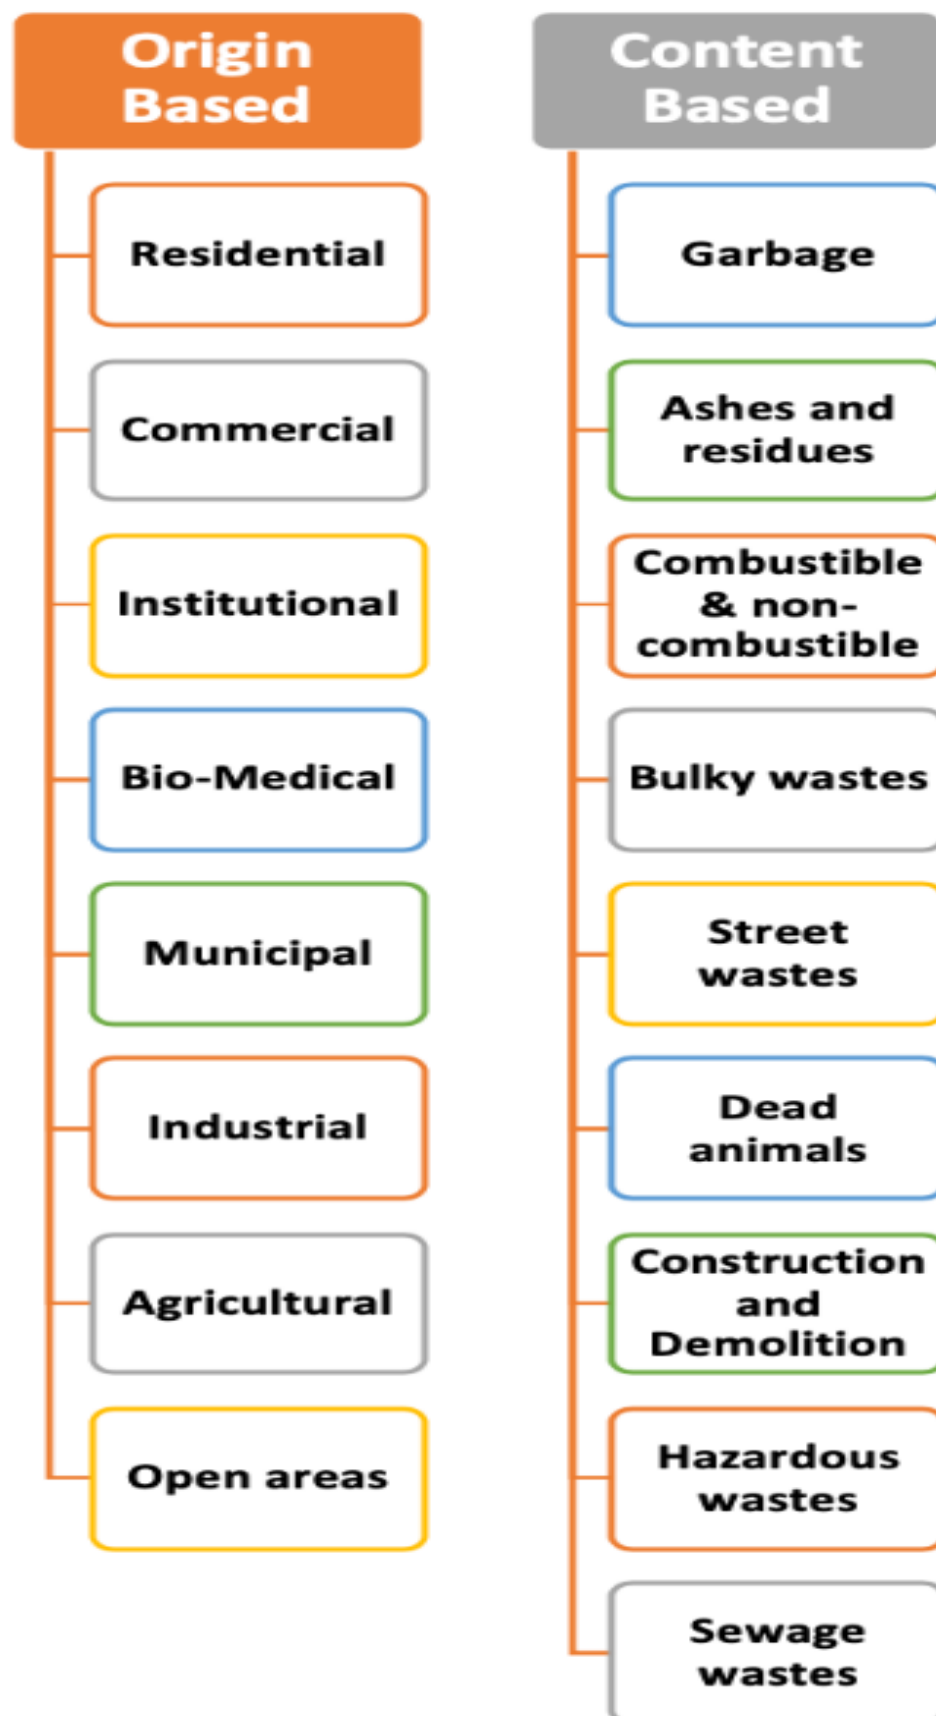 Origin
Based
Residential
Commercial
Institutional
Bio-Medical
Municipal
Industrial
Agricultural
Open areas
Content
Based
Garbage
Ashes and
residues
Combustible
& non-
combustible
Bulky wastes
Street
wastes
Dead
animals
Construction
and
Demolition
Hazardous
wastes
Sewage
wastes